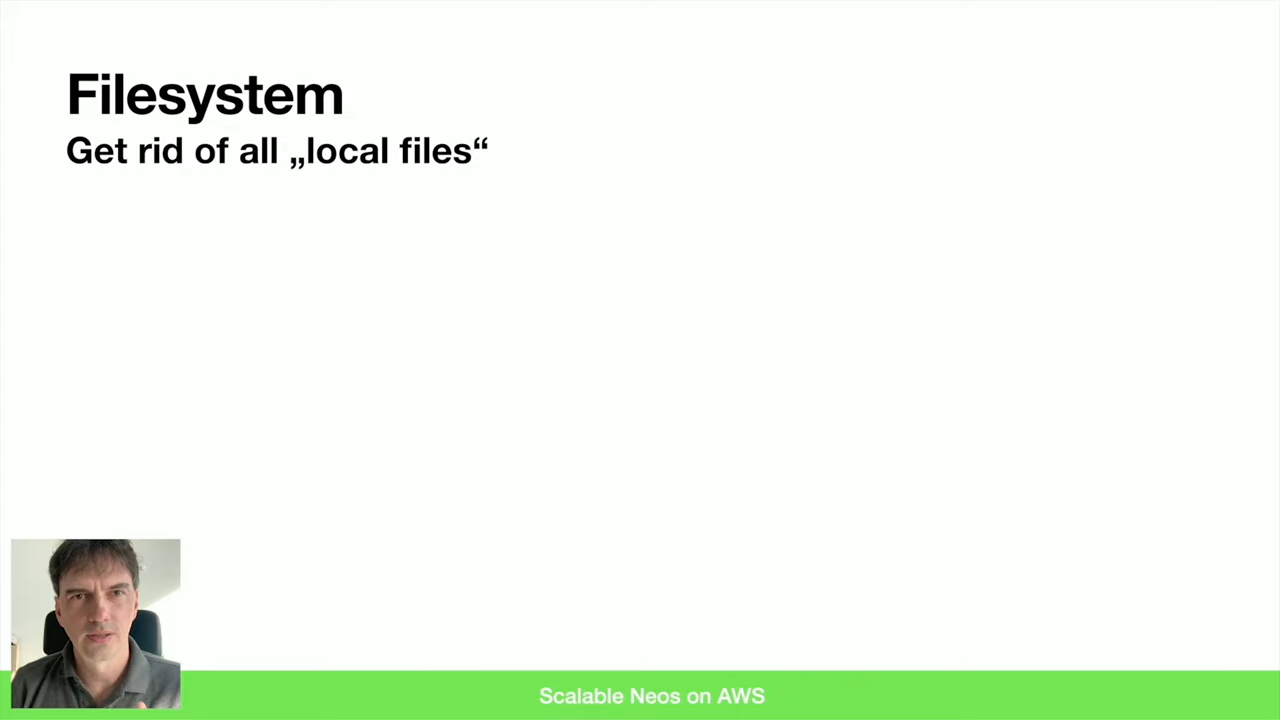 Filesystem
Get rid of all „local files“
Scalable Neos on AWS